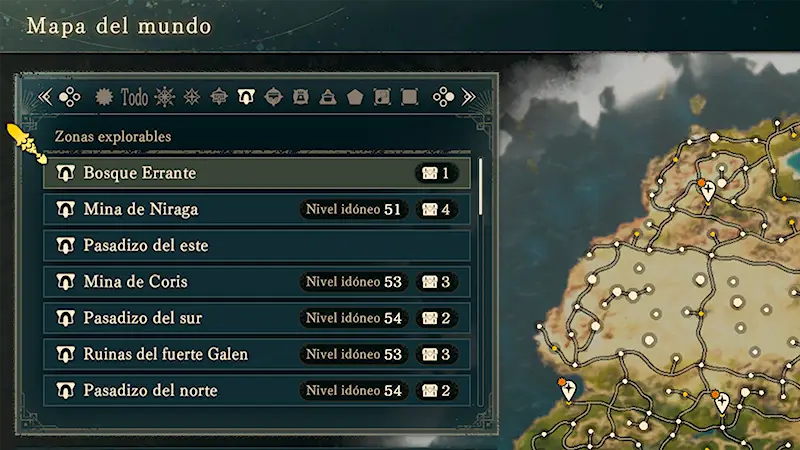 Mapa del mundo
Todo
Zonas explorables
Bosque Errante 1
Mina de Niraga Nivel idóneo 51 4
Pasadizo del este
Mina de Coris Nivel idóneo 53 3
Pasadizo del sur Nivel idóneo 54 2
Ruinas del fuerte Galen Nivel idóneo 53 3
Pasadizo del norte Nivel idóneo 54 2